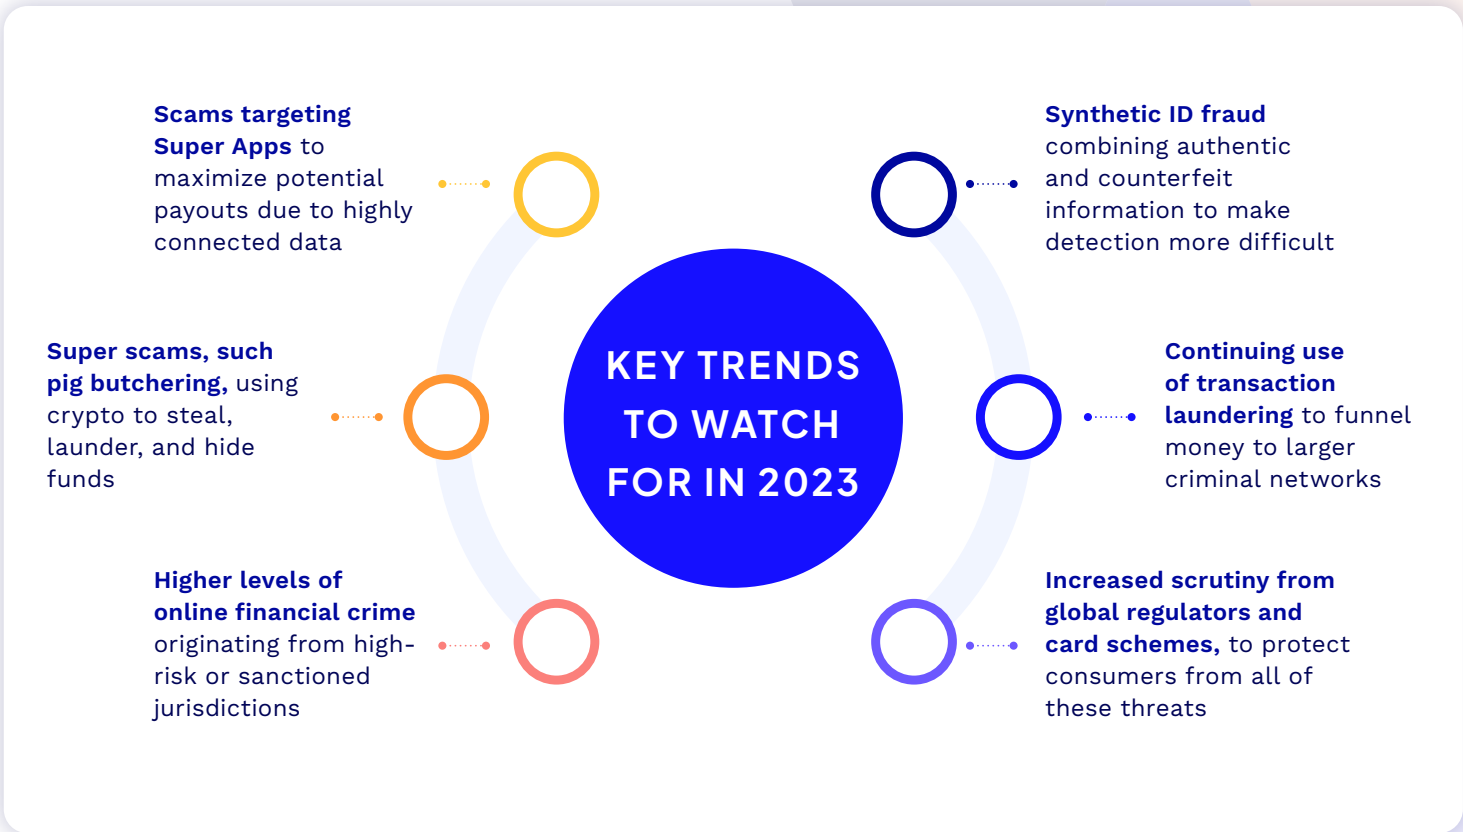 Scams targeting
Super Apps to
maximize potential
payouts due to highly
connected data
Super scams, such
pig butchering, using
crypto to steal,
launder, and hide
funds
Higher levels of
online financial crime
originating from high-
risk or sanctioned
jurisdictions
KEY TRENDS
TO WATCH
FOR IN 2023
Synthetic ID fraud
combining authentic
and counterfeit
information to make
detection more difficult
Continuing use
of transaction
laundering to funnel
money to larger
criminal networks
Increased scrutiny from
global regulators and
card schemes, to protect
consumers from all of
these threats